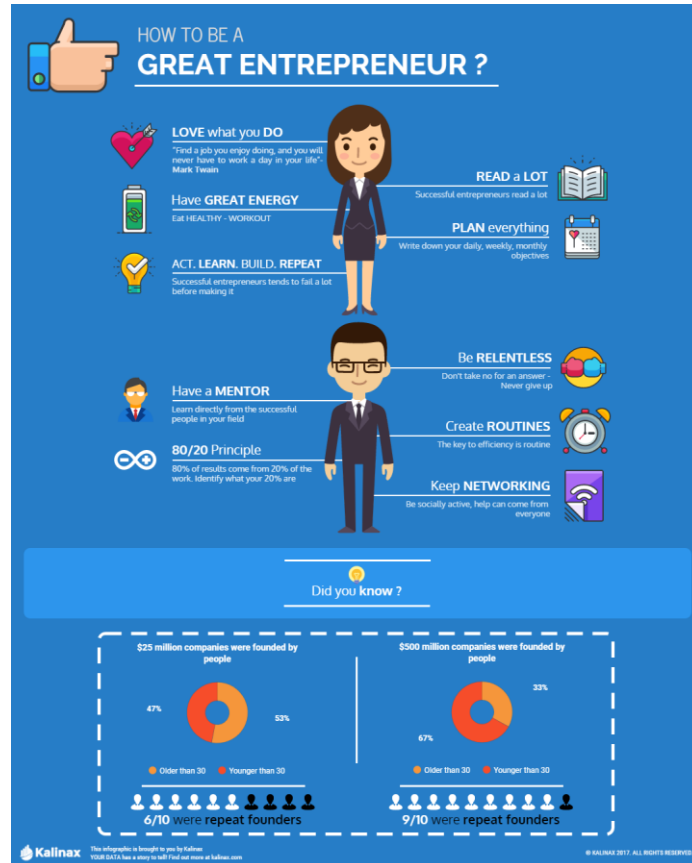 HOW TO BE A
GREAT ENTREPRENEUR ?
LOVE what you DO
"Find a job you enjoy doing, and you will
never have to work a day in your life"-
Mark Twain
Have GREAT ENERGY
Eat HEALTHY - WORKOUT
ACT. LEARN. BUILD. REPEAT
Successful entrepreneurs tends to fail a lot
before making it
READ a LOT
Successful entrepreneurs read a lot
PLAN everything
Write down your daily, weekly, monthly
objectives
Have a MENTOR
Learn directly from the successful
people in your field
80/20 Principle
80% of results come from 20% of the
work. Identify what your 20% are
Be RELENTLESS
Don't take no for an answer -
Never give up
Create ROUTINES
The key to efficiency is routine
Keep NETWORKING
Be socially active, help can come from
everyone
Did you know ?
$25 million companies were founded by
people
47%
53%
Older than 30 Younger than 30
6/10 were repeat founders
$500 million companies were founded by
people
33%
67%
Older than 30 Younger than 30
9/10 were repeat founders
Kalinax
This infographic is brought to you by Kalinax
YOUR DATA has a story to tell! Find out more at kalinax.com
© KALINAX 2017. ALL RIGHTS RESERVED